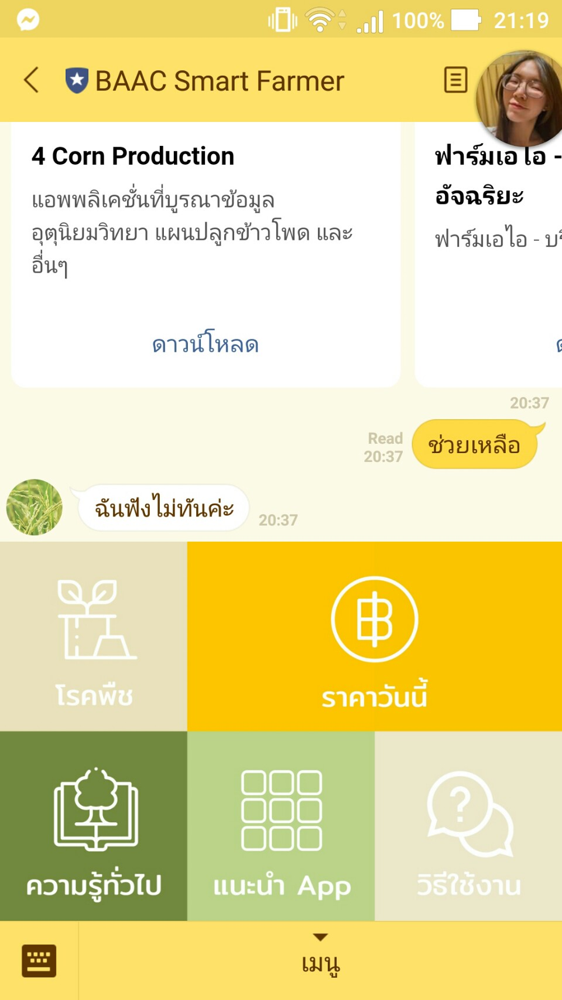 100% 21:19
BAAC Smart Farmer
4 Corn Production
แอพพลิเคชั่นที่บูรณาข้อมูล
อุตุนิยมวิทยา แผนปลูกข้าวโพด และ
อื่นๆ
ดาวน์โหลด
ฟาร์มเอไอ -
อัจฉริยะ
ฟาร์มเอไอ -
20:37
Read
20:37
ช่วยเหลือ
ฉันฟังไม่ทันค่ะ
20:37
โรคพืช
ราคาวันนี้
ความรู้ทั่วไป
แนะนำ App
วิธีใช้งาน
เมนู